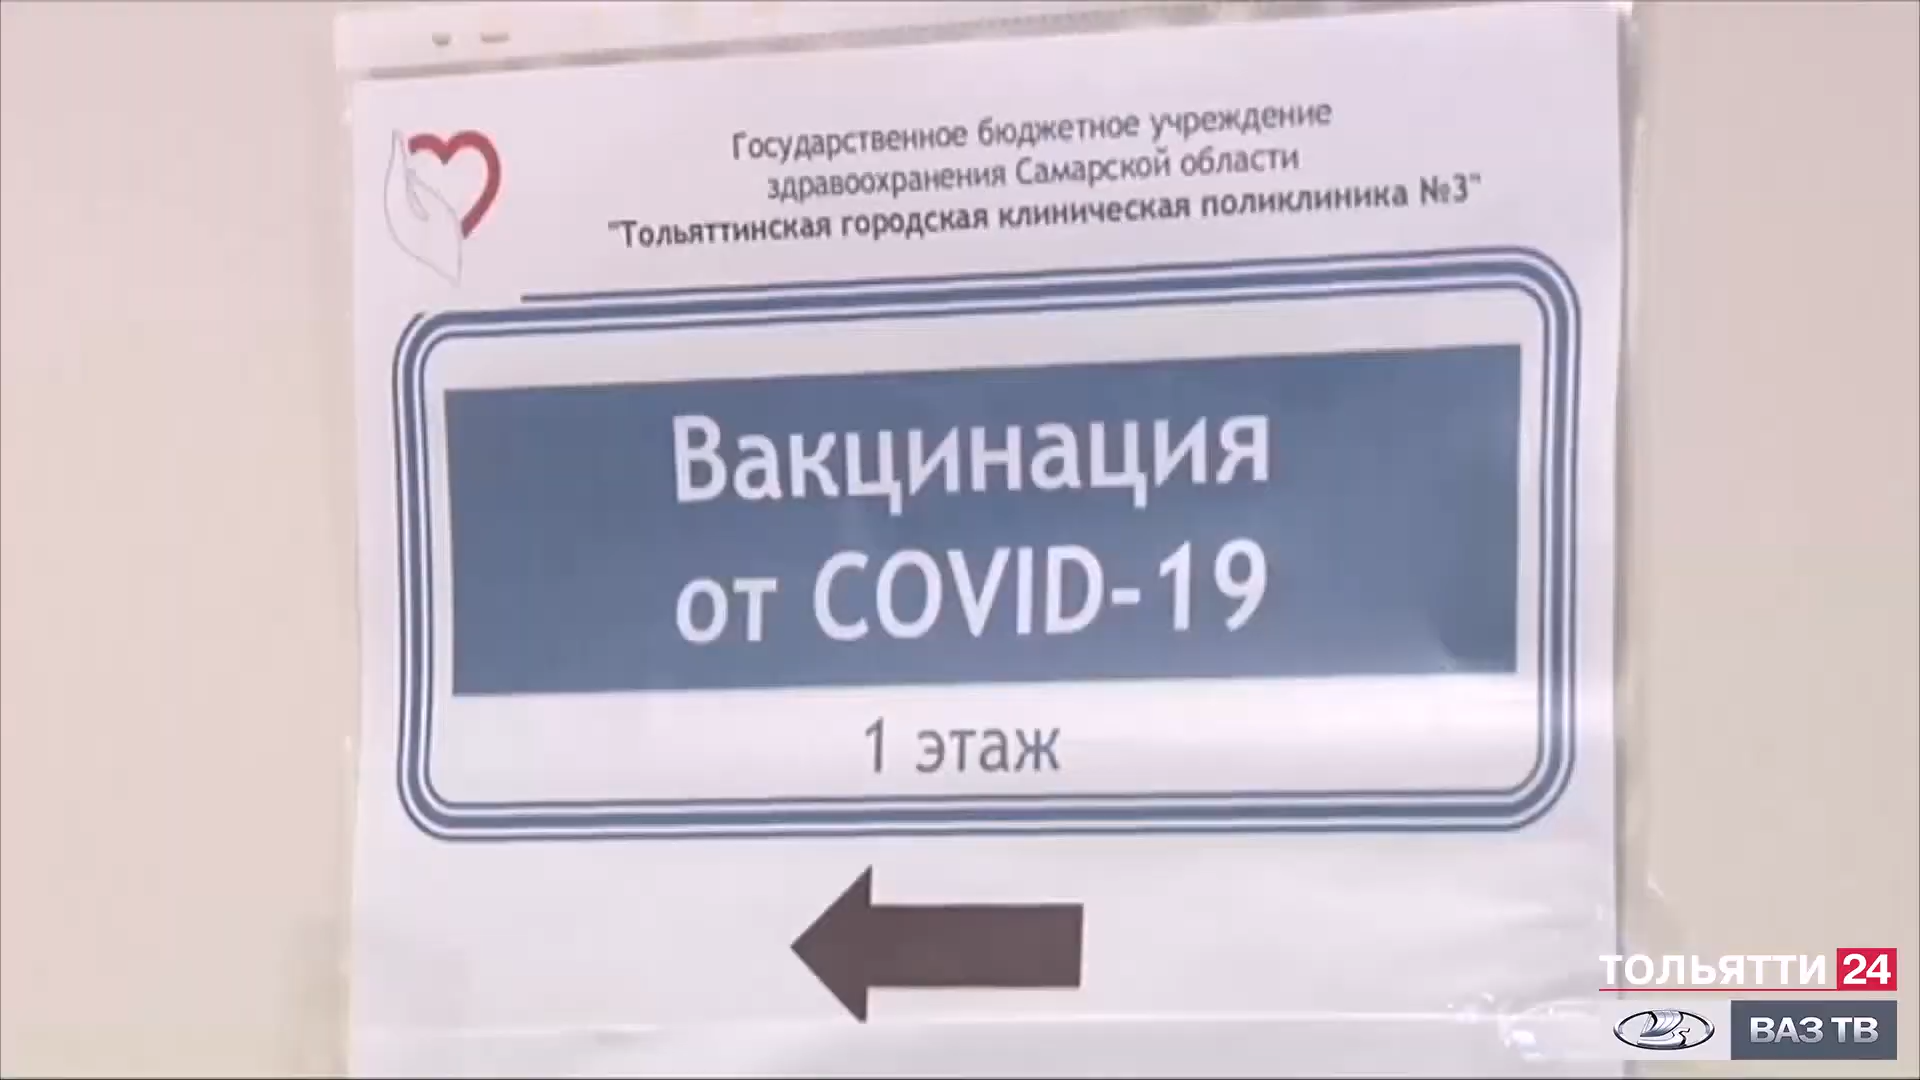 Государственное бюджетное учреждение
здравоохранения Самарской области
"Тольяттинская городская клиническая поликлиника №3"
Вакцинация
от COVID-19
1 этаж
ТОЛЬЯТТИ 24
ВАЗ ТВ